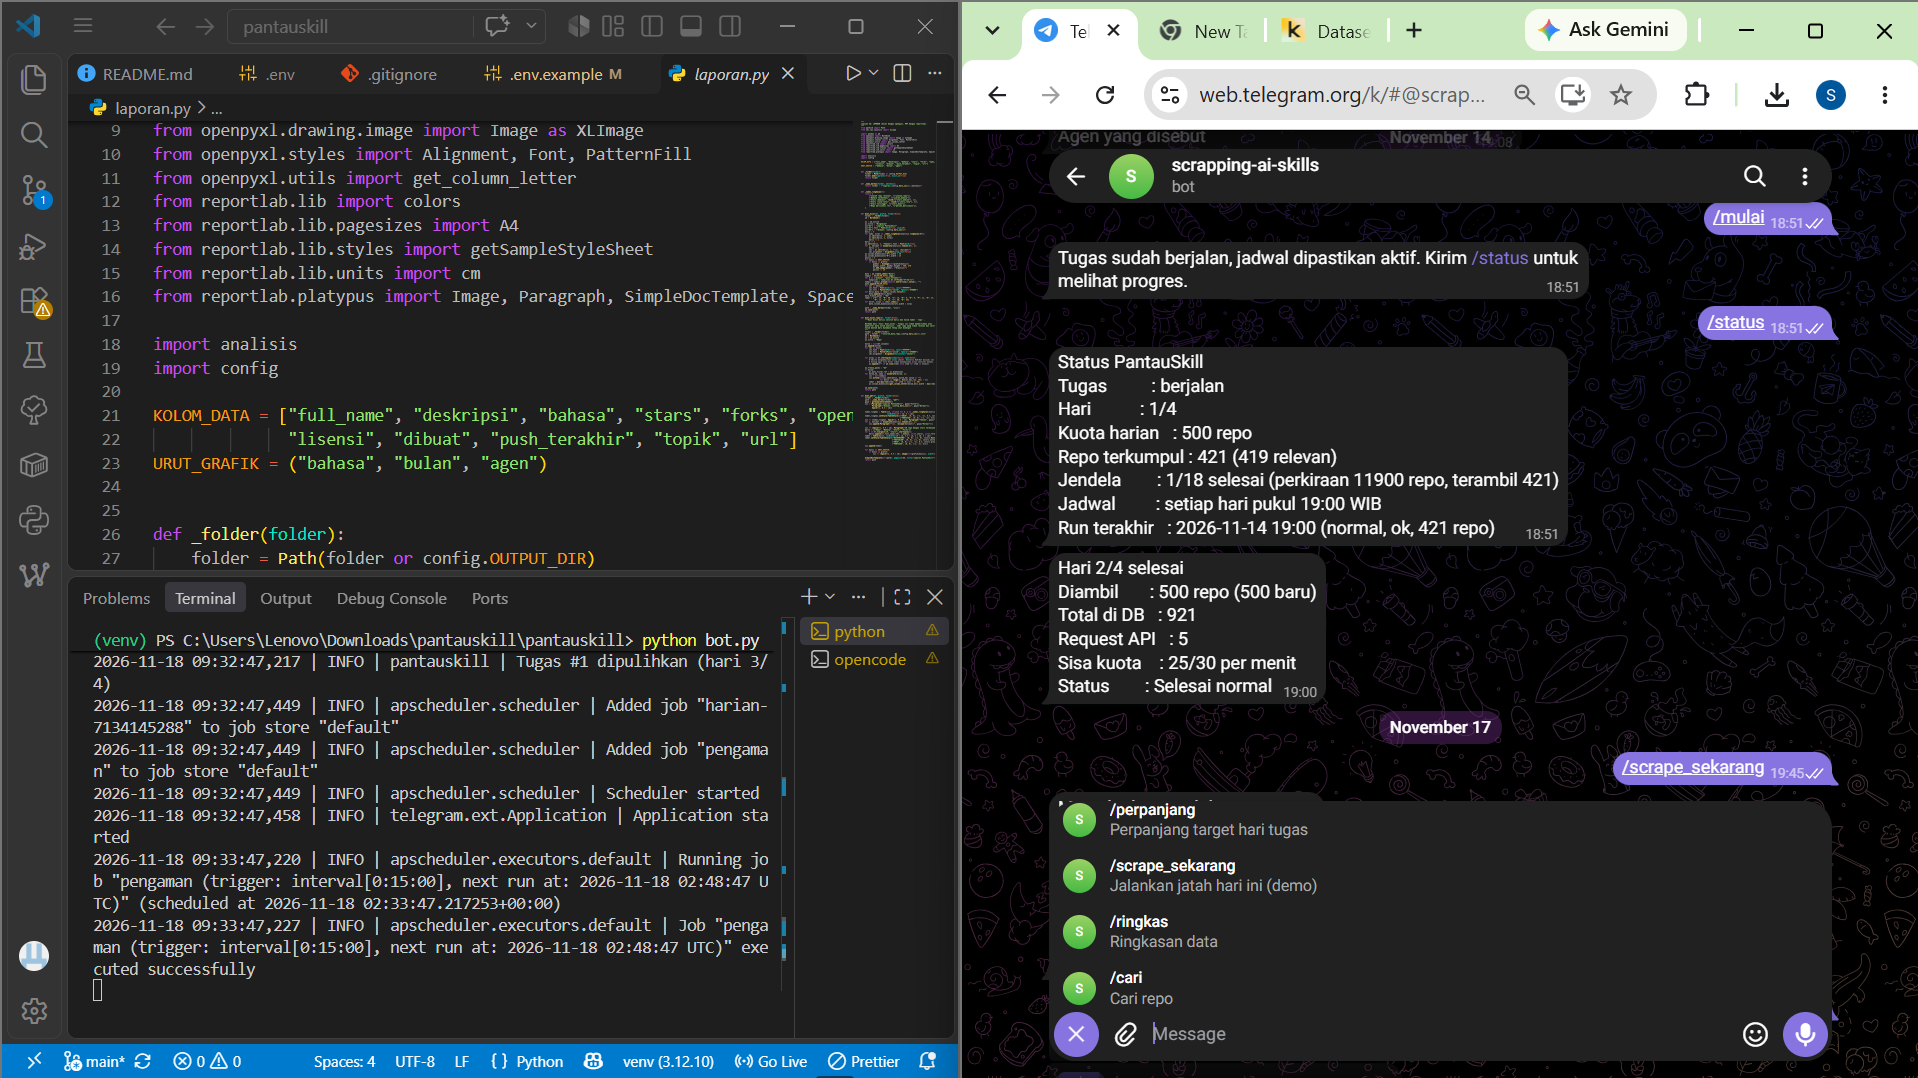 pantauskill
README.md
.env
.gitignore
.env.example M
laporan.py
laporan.py > ...
9 from openpyxl.drawing.image import Image as XLImage
10 from openpyxl.styles import Alignment, Font, PatternFill
11 from openpyxl.utils import get_column_letter
12 from reportlab.lib import colors
13 from reportlab.lib.pagesizes import A4
14 from reportlab.lib.styles import getSampleStyleSheet
15 from reportlab.lib.units import cm
16 from reportlab.platypus import Image, Paragraph, SimpleDocTemplate, Space
17
18 import analisis
19 import config
20
21 KOLOM_DATA = ["full_name", "deskripsi", "bahasa", "stars", "forks", "open
22 "lisensi", "dibuat", "push_terakhir", "topik", "url"]
23 URUT_GRAFIK = ("bahasa", "bulan", "agen")
24
25
26 def _folder(folder):
27 folder = Path(folder or config.OUTPUT_DIR)
1
Problems
Terminal
Output
Debug Console
Ports
(venv) PS C:\Users\Lenovo\Downloads\pantauskill\pantauskill> python bot.py
2026-11-18 09:32:47,217 | INFO | pantauskill | Tugas #1 dipulihkan (hari 3/
4)
2026-11-18 09:32:47,449 | INFO | apscheduler.scheduler | Added job "harian-
7134145288" to job store "default"
2026-11-18 09:32:47,449 | INFO | apscheduler.scheduler | Added job "pengama
n" to job store "default"
2026-11-18 09:32:47,449 | INFO | apscheduler.scheduler | Scheduler started
2026-11-18 09:32:47,458 | INFO | telegram.ext.Application | Application sta
rted
2026-11-18 09:33:47,220 | INFO | apscheduler.executors.default | Running jo
b "pengaman (trigger: interval[0:15:00], next run at: 2026-11-18 02:48:47 U
TC)" (scheduled at 2026-11-18 02:33:47.217253+00:00)
2026-11-18 09:33:47,227 | INFO | apscheduler.executors.default | Job "penga
man (trigger: interval[0:15:00], next run at: 2026-11-18 02:48:47 UTC)" exe
cuted successfully
python
opencode
main*
0
0
Spaces: 4
UTF-8
LF
{ } Python
venv (3.12.10)
Go Live
Prettier
Tel
New Ta
Datase
Ask Gemini
web.telegram.org/k/#@scrap...
S
Agen yang disebut
November 14
S
scrapping-ai-skills
bot
/mulai 18:51
Tugas sudah berjalan, jadwal dipastikan aktif. Kirim /status untuk
melihat progres. 18:51
/status 18:51
Status PantauSkill
Tugas : berjalan
Hari : 1/4
Kuota harian : 500 repo
Repo terkumpul : 421 (419 relevan)
Jendela : 1/18 selesai (perkiraan 11900 repo, terambil 421)
Jadwal : setiap hari pukul 19:00 WIB
Run terakhir : 2026-11-14 19:00 (normal, ok, 421 repo) 18:51
Hari 2/4 selesai
Diambil : 500 repo (500 baru)
Total di DB : 921
Request API : 5
Sisa kuota : 25/30 per menit
Status : Selesai normal 19:00
November 17
/scrape_sekarang 19:45
S
/perpanjang
Perpanjang target hari tugas
S
/scrape_sekarang
Jalankan jatah hari ini (demo)
S
/ringkas
Ringkasan data
S
/cari
Cari repo
Message